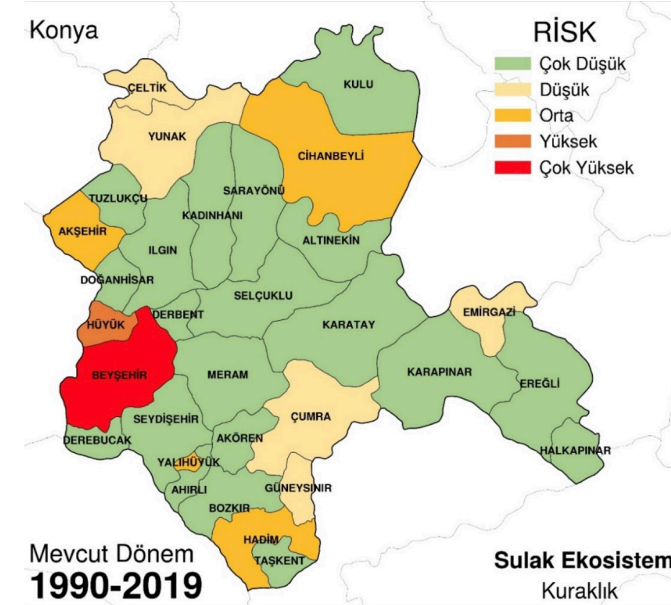 Konya
RİSK
Çok Düşük
Düşük
Orta
Yüksek
Çok Yüksek
KULU
ÇELTİK
YUNAK
CİHANBEYLİ
SARAYÖNÜ
TUZLUKÇU
KADINHANI
AKŞEHİR
ALTINEKİN
ILGIN
DOĞANHİSAR
SELÇUKLU
EMİRGAZİ
DERBENT
HÜYÜK
KARATAY
BEYŞEHİR
MERAM
KARAPINAR
EREĞLİ
ÇUMRA
SEYDİŞEHİR
DEREBUCAK
AKÖREN
HALKAPINAR
YALIHÜYÜK
AHIRLI
GÜNEYSINIR
BOZKIR
HADİM
TAŞKENT
Mevcut Dönem
1990-2019
Sulak Ekosistem
Kuraklık